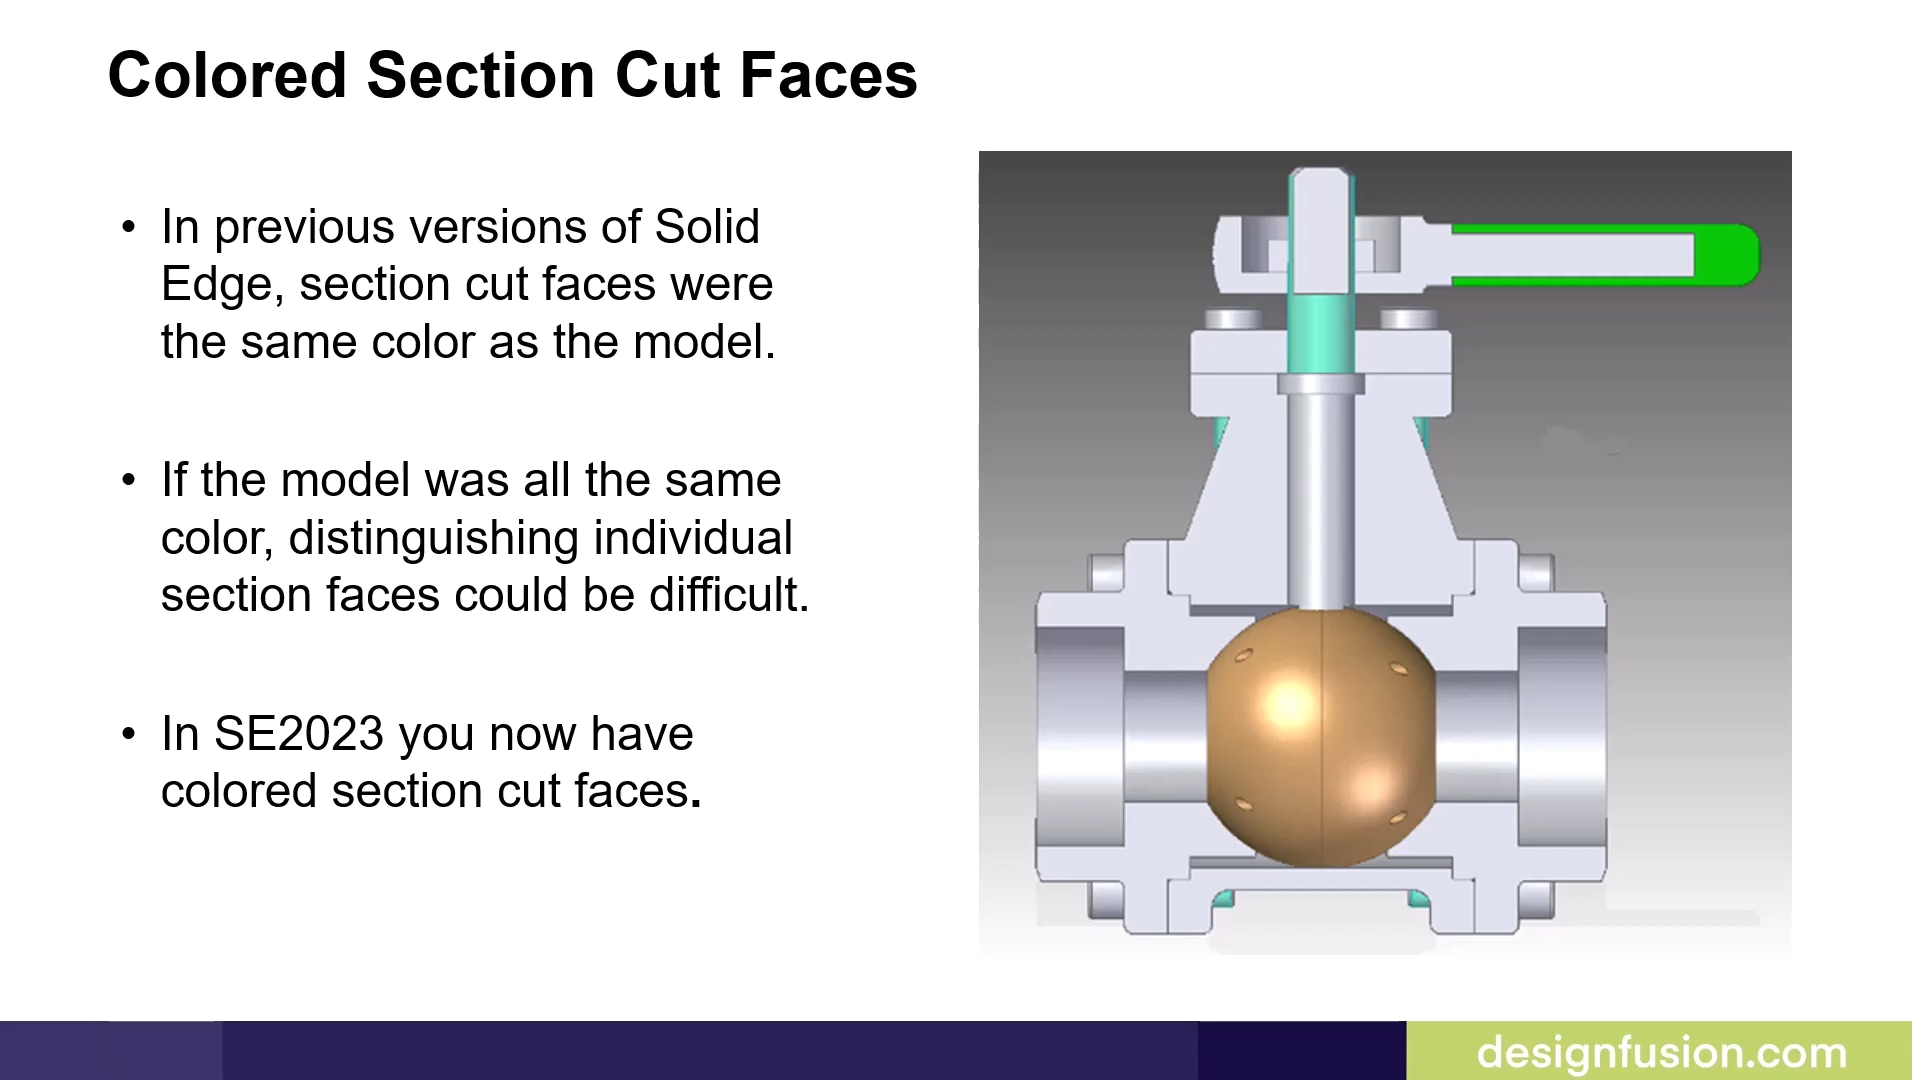 Colored Section Cut Faces
• In previous versions of Solid
Edge, section cut faces were
the same color as the model.
• If the model was all the same
color, distinguishing individual
section faces could be difficult.
• In SE2023 you now have
colored section cut faces.
designfusion.com